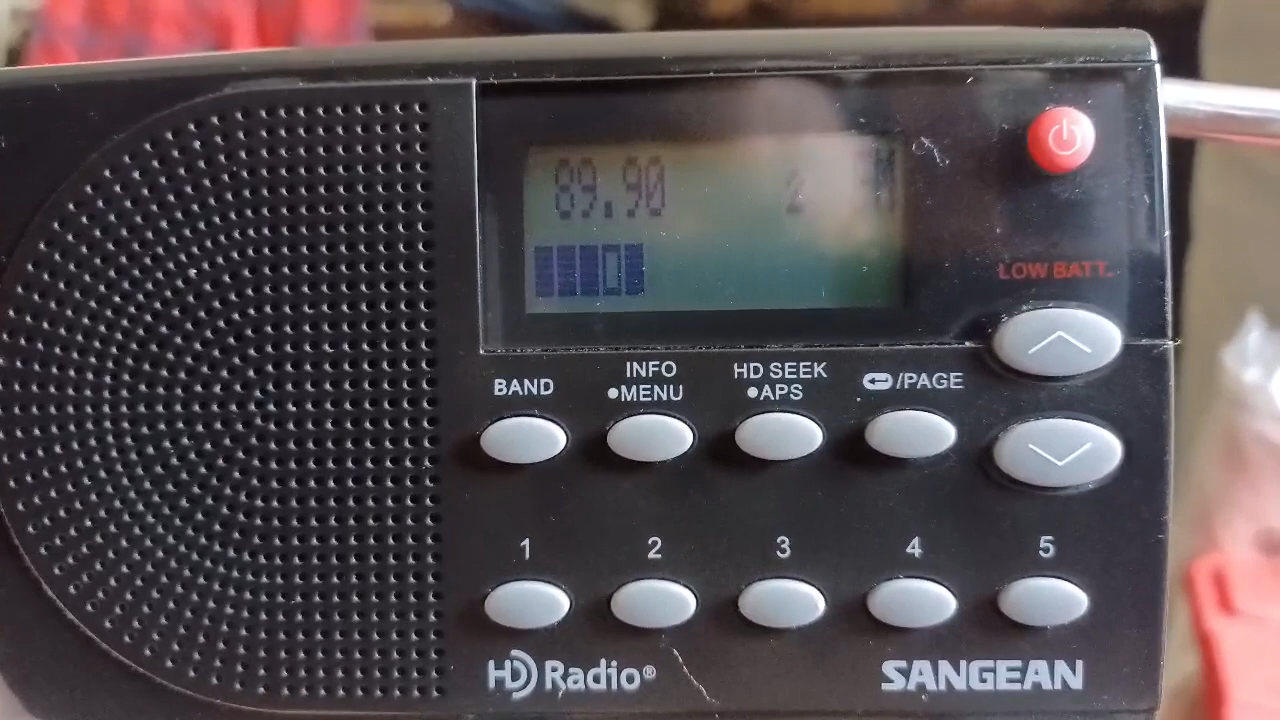 89.90 2
LOW BATT.
BAND
INFO
•MENU
HD SEEK
•APS
/PAGE
1 2 3 4 5
HD Radio®
SANGEAN